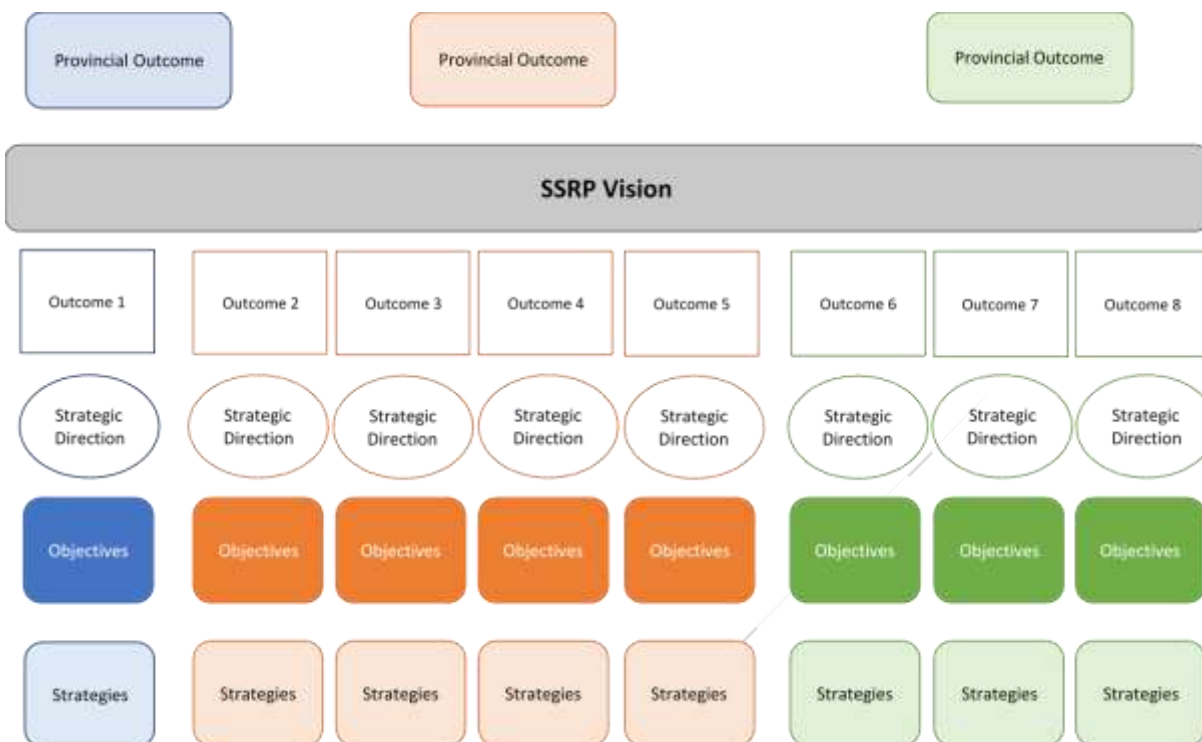 Provincial Outcome
Provincial Outcome
Provincial Outcome
SSRP Vision
Outcome 1
Outcome 2
Outcome 3
Outcome 4
Outcome 5
Outcome 6
Outcome 7
Outcome 8
Strategic
Direction
Strategic
Direction
Strategic
Direction
Strategic
Direction
Strategic
Direction
Strategic
Direction
Strategic
Direction
Strategic
Direction
Objectives
Objectives
Objectives
Objectives
Objectives
Objectives
Objectives
Objectives
Strategies
Strategies
Strategies
Strategies
Strategies
Strategies
Strategies
Strategies